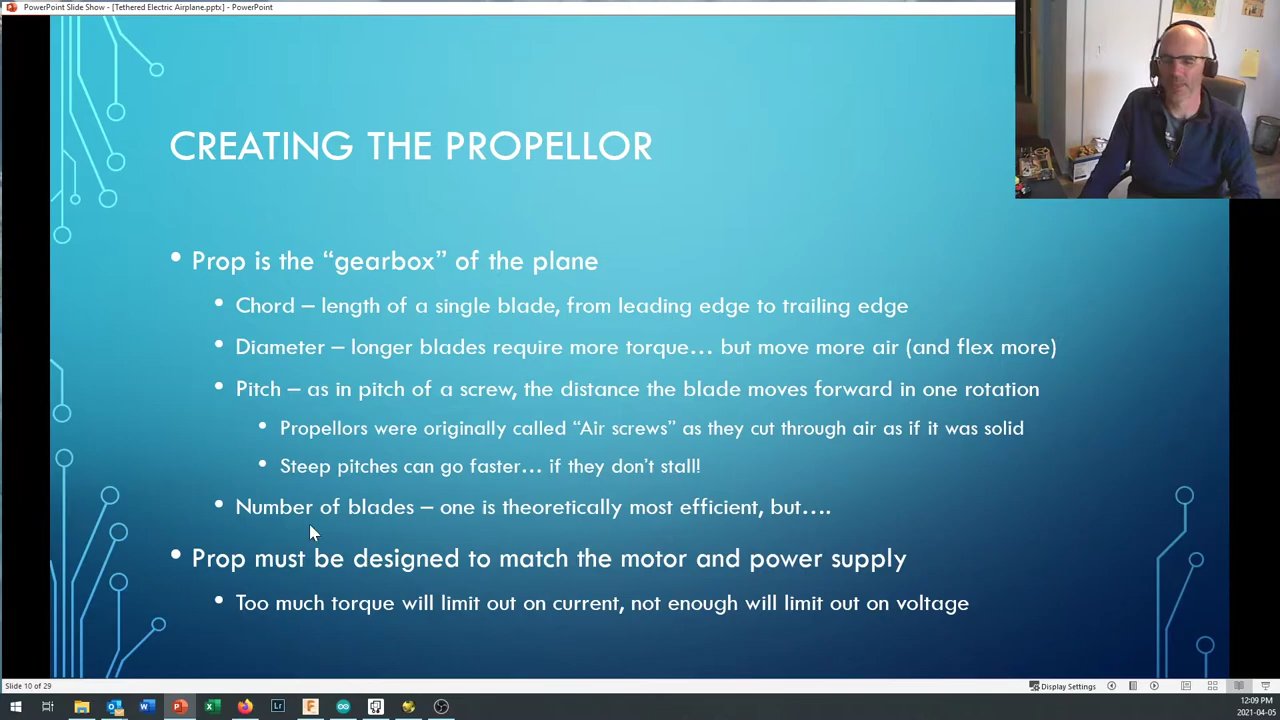 PowerPoint Slide Show - [Tethered Electric Airplane.pptx] - PowerPoint
CREATING THE PROPELLOR
• Prop is the “gearbox” of the plane
• Chord – length of a single blade, from leading edge to trailing edge
• Diameter – longer blades require more torque… but move more air (and flex more)
• Pitch – as in pitch of a screw, the distance the blade moves forward in one rotation
• Propellors were originally called “Air screws” as they cut through air as if it was solid
• Steep pitches can go faster… if they don’t stall!
• Number of blades – one is theoretically most efficient, but….
• Prop must be designed to match the motor and power supply
• Too much torque will limit out on current, not enough will limit out on voltage
Slide 10 of 29
Display Settings
12:09 PM
2021-04-05